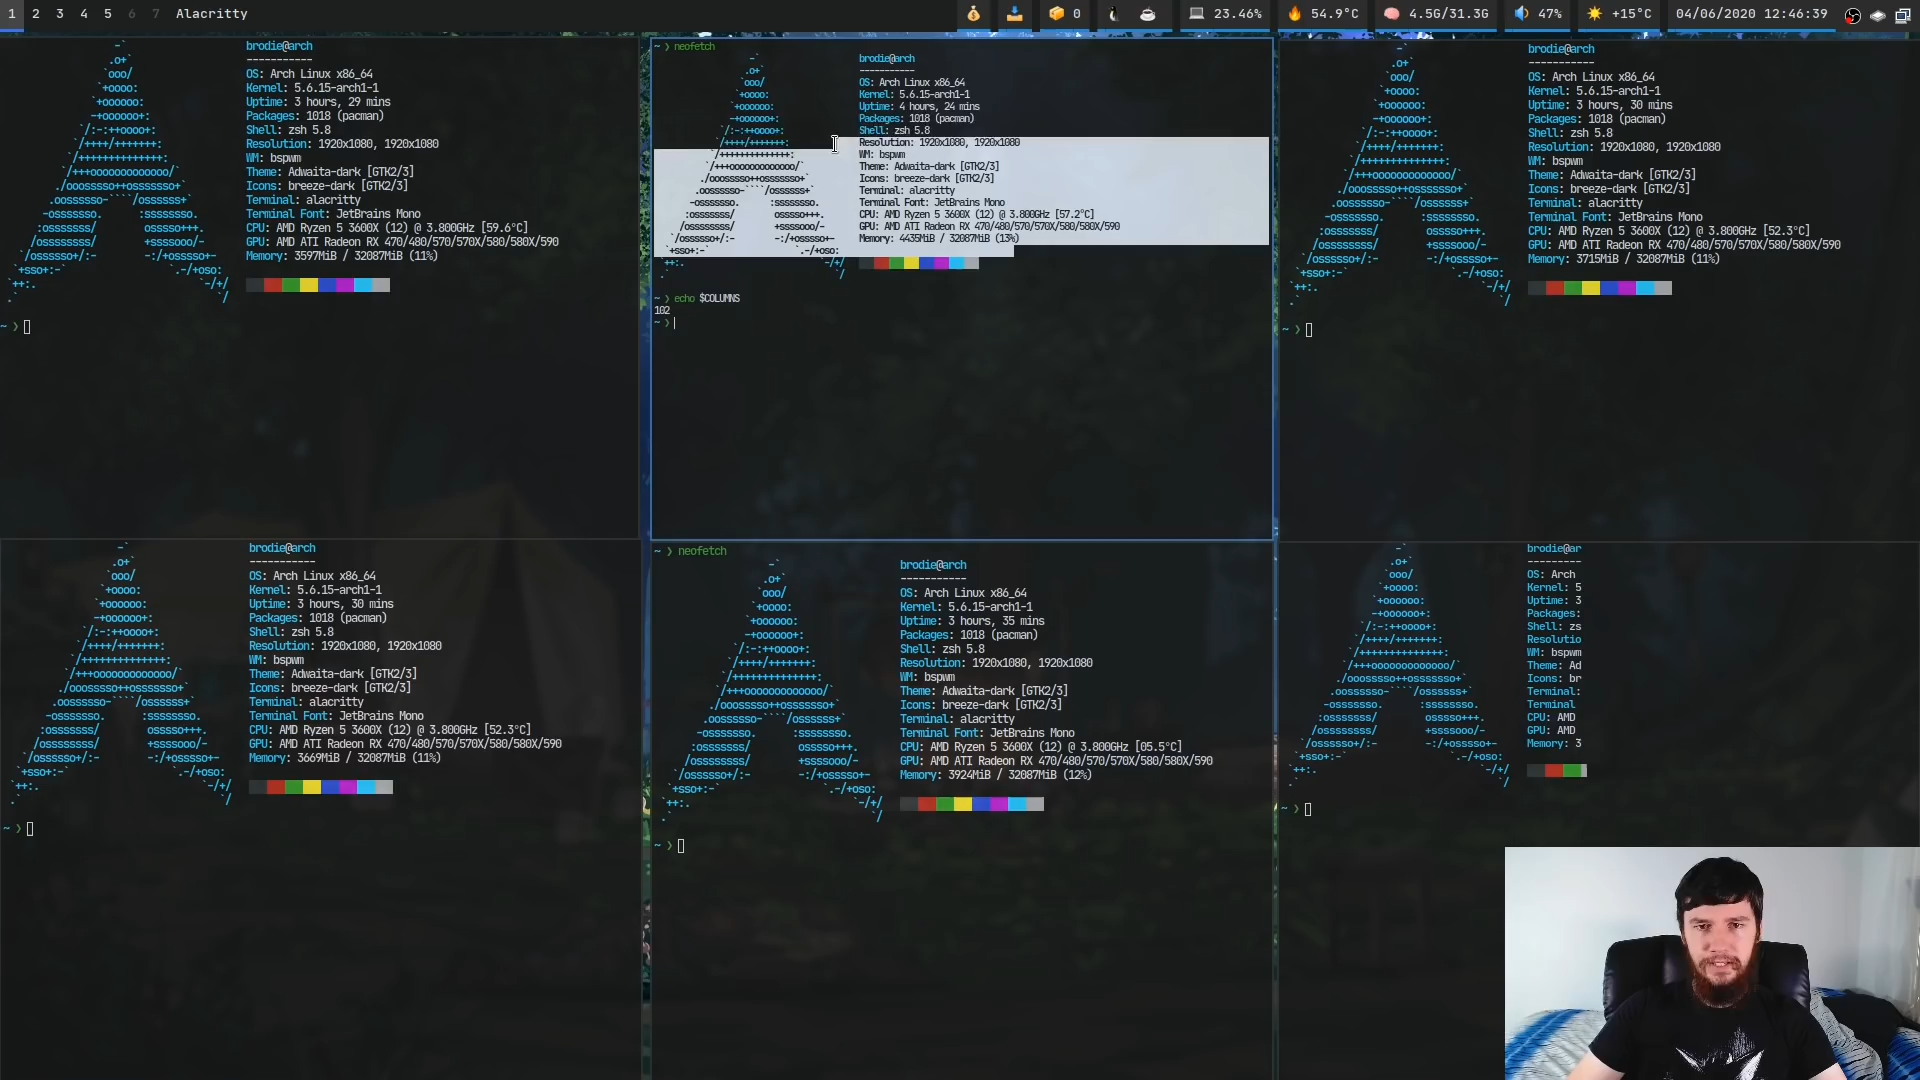 1 2 3 4 5 6 7 Alacritty 0 23.46% 54.9°C 4.5G/31.3G 47% +15°C 04/06/2020 12:46:39
brodie@arch
-----------
OS: Arch Linux x86_64
Kernel: 5.6.15-arch1-1
Uptime: 3 hours, 29 mins
Packages: 1018 (pacman)
Shell: zsh 5.8
Resolution: 1920x1080, 1920x1080
WM: bspwm
Theme: Adwaita-dark [GTK2/3]
Icons: breeze-dark [GTK2/3]
Terminal: alacritty
Terminal Font: JetBrains Mono
CPU: AMD Ryzen 5 3600X (12) @ 3.800GHz [59.6°C]
GPU: AMD ATI Radeon RX 470/480/570/570X/580/580X/590
Memory: 3597MiB / 32087MiB (11%)
~ ❯
~ ❯ neofetch
brodie@arch
-----------
OS: Arch Linux x86_64
Kernel: 5.6.15-arch1-1
Uptime: 4 hours, 24 mins
Packages: 1018 (pacman)
Shell: zsh 5.8
Resolution: 1920x1080, 1920x1080
WM: bspwm
Theme: Adwaita-dark [GTK2/3]
Icons: breeze-dark [GTK2/3]
Terminal: alacritty
Terminal Font: JetBrains Mono
CPU: AMD Ryzen 5 3600X (12) @ 3.800GHz [57.2°C]
GPU: AMD ATI Radeon RX 470/480/570/570X/580/580X/590
Memory: 4435MiB / 32087MiB (13%)
~ ❯ echo $COLUMNS
102
~ ❯
brodie@arch
-----------
OS: Arch Linux x86_64
Kernel: 5.6.15-arch1-1
Uptime: 3 hours, 30 mins
Packages: 1018 (pacman)
Shell: zsh 5.8
Resolution: 1920x1080, 1920x1080
WM: bspwm
Theme: Adwaita-dark [GTK2/3]
Icons: breeze-dark [GTK2/3]
Terminal: alacritty
Terminal Font: JetBrains Mono
CPU: AMD Ryzen 5 3600X (12) @ 3.800GHz [52.3°C]
GPU: AMD ATI Radeon RX 470/480/570/570X/580/580X/590
Memory: 3715MiB / 32087MiB (11%)
~ ❯
brodie@arch
-----------
OS: Arch Linux x86_64
Kernel: 5.6.15-arch1-1
Uptime: 3 hours, 30 mins
Packages: 1018 (pacman)
Shell: zsh 5.8
Resolution: 1920x1080, 1920x1080
WM: bspwm
Theme: Adwaita-dark [GTK2/3]
Icons: breeze-dark [GTK2/3]
Terminal: alacritty
Terminal Font: JetBrains Mono
CPU: AMD Ryzen 5 3600X (12) @ 3.800GHz [52.3°C]
GPU: AMD ATI Radeon RX 470/480/570/570X/580/580X/590
Memory: 3669MiB / 32087MiB (11%)
~ ❯
~ ❯ neofetch
brodie@arch
-----------
OS: Arch Linux x86_64
Kernel: 5.6.15-arch1-1
Uptime: 3 hours, 35 mins
Packages: 1018 (pacman)
Shell: zsh 5.8
Resolution: 1920x1080, 1920x1080
WM: bspwm
Theme: Adwaita-dark [GTK2/3]
Icons: breeze-dark [GTK2/3]
Terminal: alacritty
Terminal Font: JetBrains Mono
CPU: AMD Ryzen 5 3600X (12) @ 3.800GHz
GPU: AMD ATI Radeon RX 470/480/570/570X/580/580X/590
Memory: 3924MiB / 32087MiB (12%)
~ ❯
brodie@ar
---------
OS: Arch
Kernel: 5
Uptime: 3
Packages:
Shell: zs
Resolutio
WM: bspwm
Theme: Ad
Icons: br
Terminal:
Terminal
CPU: AMD
GPU: AMD
Memory: 3
~ ❯